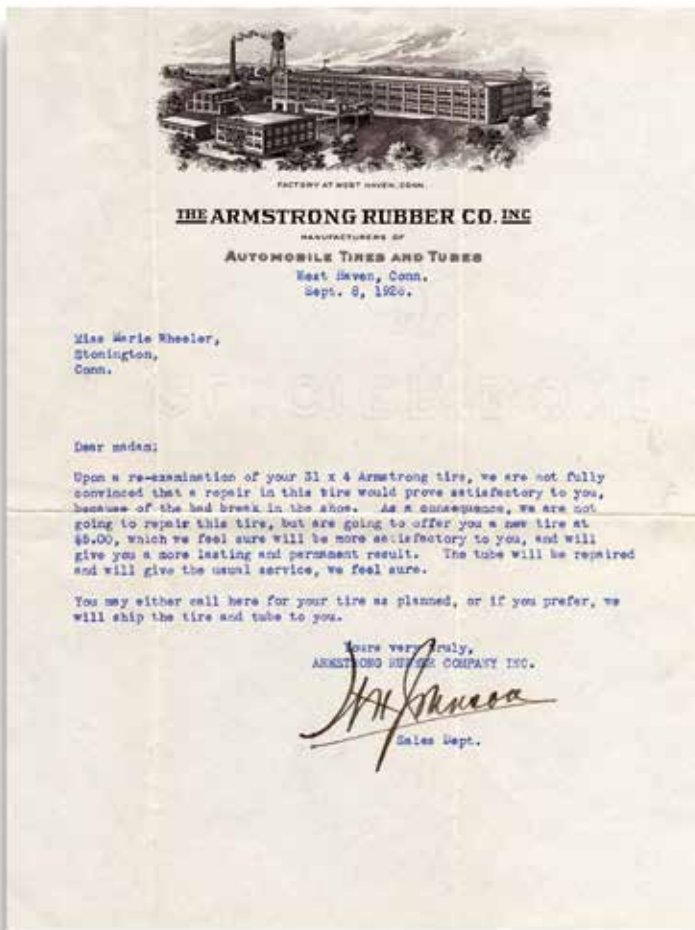 FACTORY AT WEST HAVEN, CONN.
THE ARMSTRONG RUBBER CO. INC
MANUFACTURERS OF
AUTOMOBILE TIRES AND TUBES
West Haven, Conn.
Sept. 8, 1926.
Miss Marie Wheeler,
Stonington,
Conn.
Dear madam;
Upon a re-examination of your 31 x 4 Armstrong tire, we are not fully
convinced that a repair in this tire would prove satisfactory to you,
because of the bad break in the shoe. As a consequence, we are not
going to repair this tire, but are going to offer you a new tire at
$5.00, which we feel sure will be more satisfactory to you, and will
give you a more lasting and permanent result. The tube will be repaired
and will give the usual service, we feel sure.
You may either call here for your tire as planned, or if you prefer, we
will ship the tire and tube to you.
Yours very truly,
ARMSTRONG RUBBER COMPANY INC.
HH Johnson
Sales Dept.